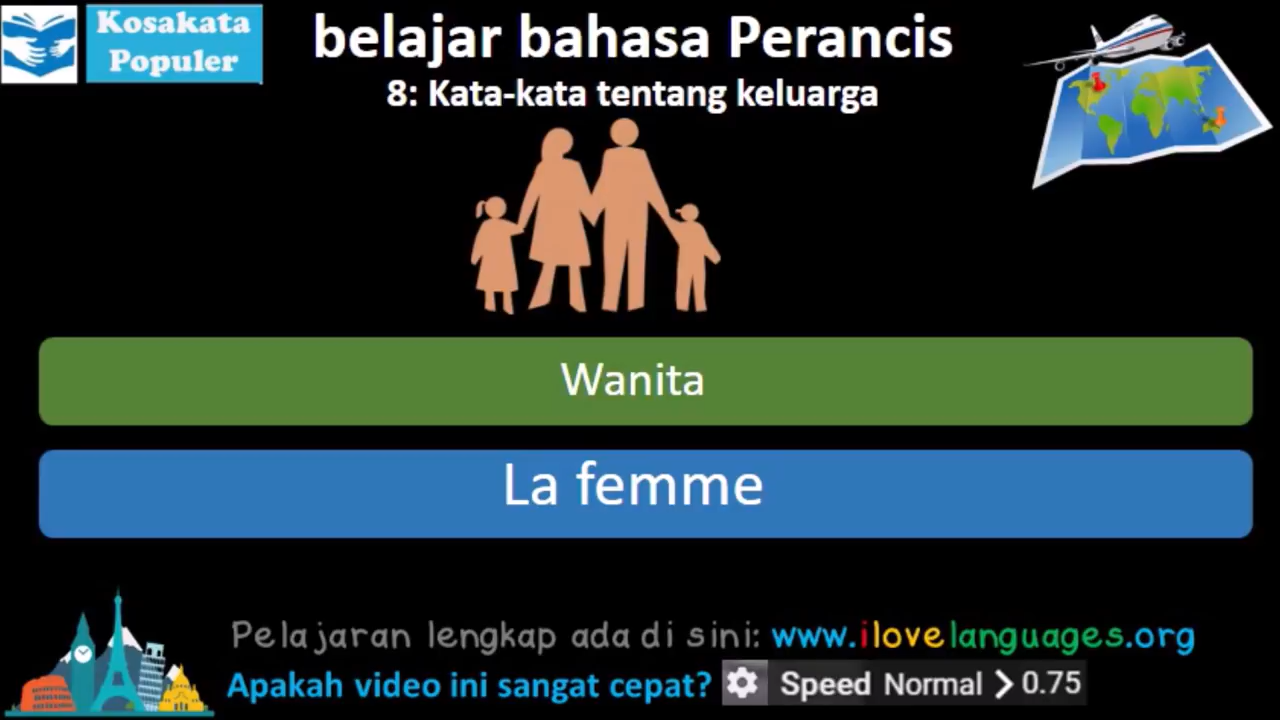 Kosakata
Populer
belajar bahasa Perancis
8: Kata-kata tentang keluarga
Wanita
La femme
Pelajaran lengkap ada di sini: www.ilovelanguages.org
Apakah video ini sangat cepat? Speed Normal > 0.75